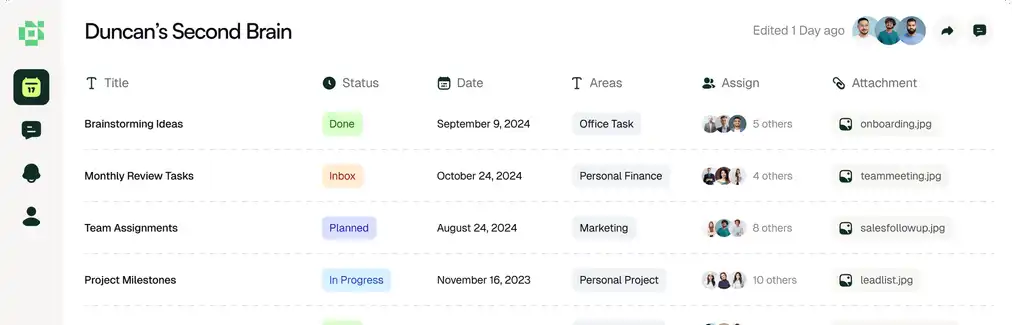 Duncan’s Second Brain
Edited 1 Day ago
Title Status Date Areas Assign Attachment
17
Brainstorming Ideas Done September 9, 2024 Office Task 5 others onboarding.jpg
Monthly Review Tasks Inbox October 24, 2024 Personal Finance 4 others teammeeting.jpg
Team Assignments Planned August 24, 2024 Marketing 8 others salesfollowup.jpg
Project Milestones In Progress November 16, 2023 Personal Project 10 others leadlist.jpg